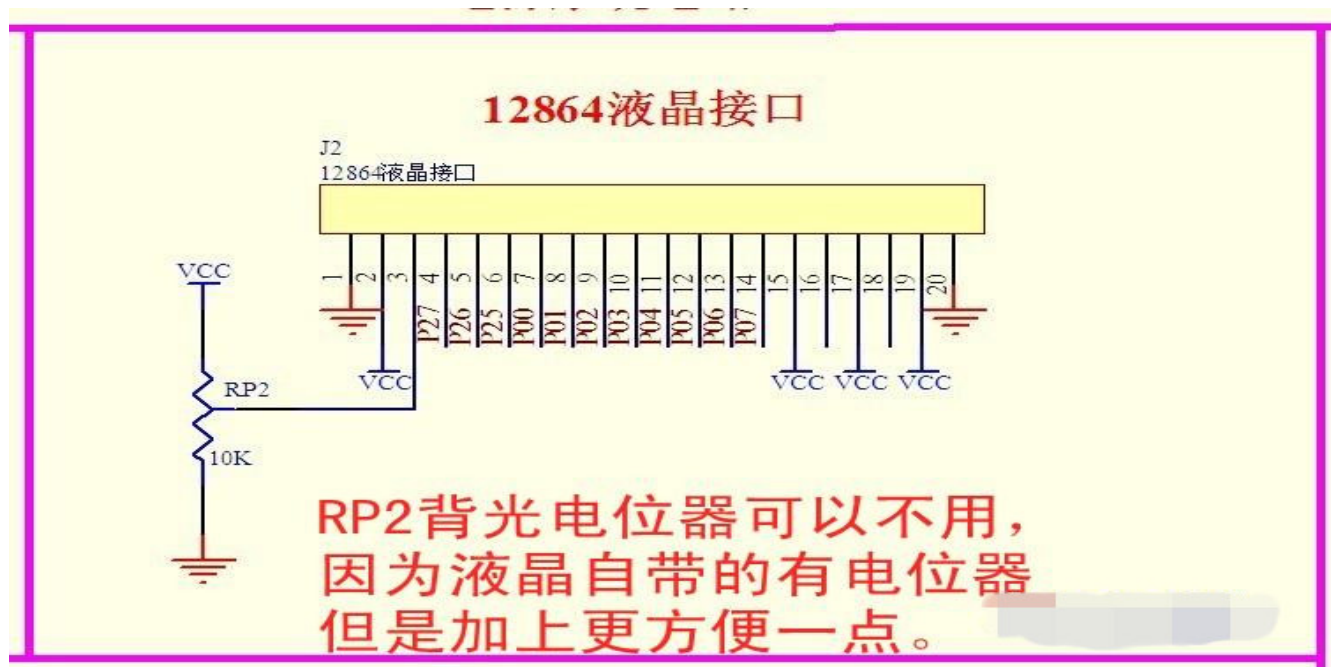 12864液晶接口
J2
12864液晶接口
1 2 3 4 5 6 7 8 9 10 11 12 13 14 15 16 17 18 19 20
P27 P26 P25 P00 P01 P02 P03 P04 P05 P06 P07
VCC
VCC VCC VCC VCC
RP2
10K
RP2背光电位器可以不用，
因为液晶自带的有电位器
但是加上更方便一点。